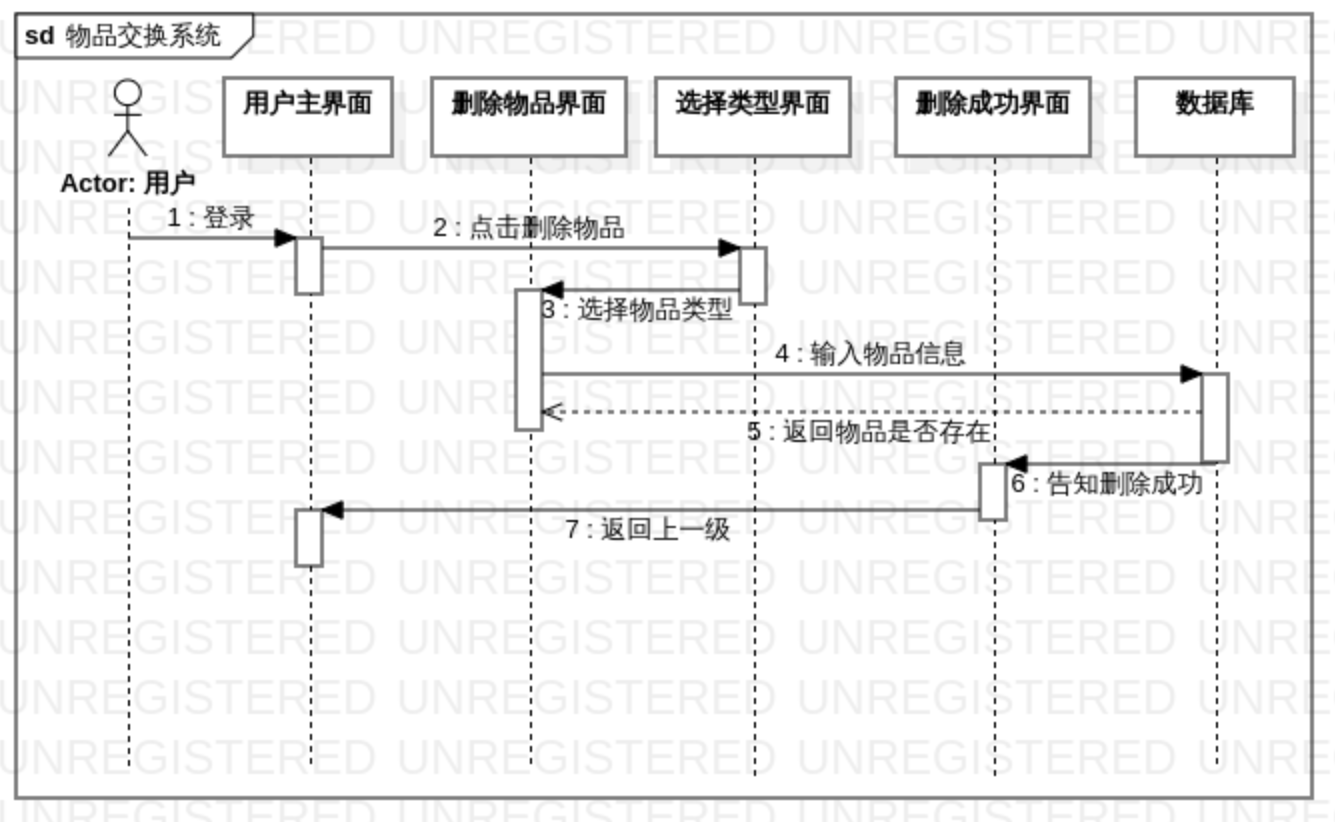 sd 物品交换系统
用户主界面
删除物品界面
选择类型界面
删除成功界面
数据库
Actor: 用户
1 : 登录
2 : 点击删除物品
3 : 选择物品类型
4 : 输入物品信息
5 : 返回物品是否存在
6 : 告知删除成功
7 : 返回上一级
UNREGISTERED